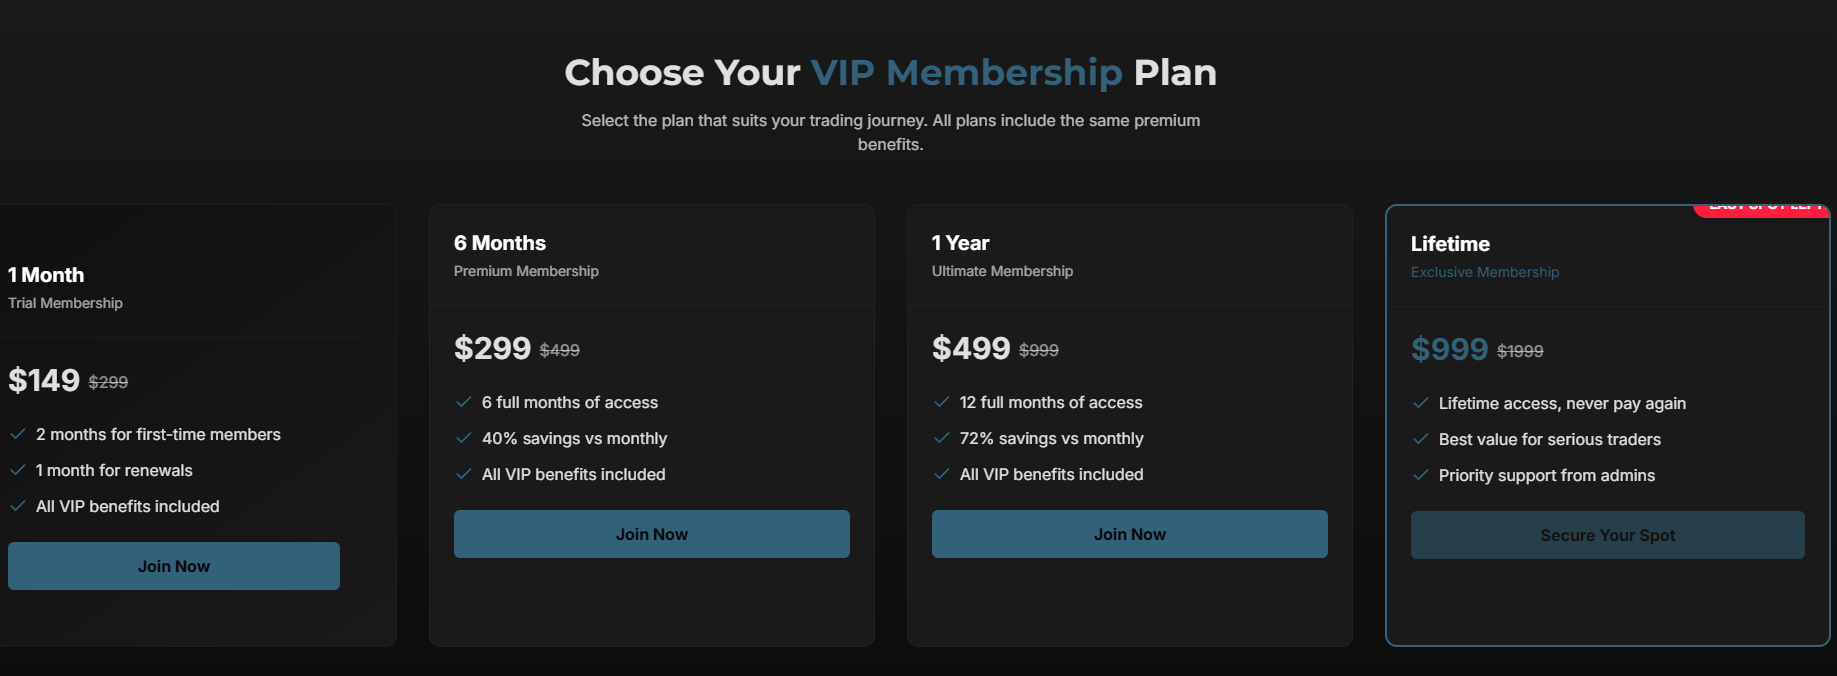 Choose Your VIP Membership Plan
Select the plan that suits your trading journey. All plans include the same premium
benefits.
1 Month
Trial Membership
$149 $299
2 months for first-time members
1 month for renewals
All VIP benefits included
Join Now
6 Months
Premium Membership
$299 $499
6 full months of access
40% savings vs monthly
All VIP benefits included
Join Now
1 Year
Ultimate Membership
$499 $999
12 full months of access
72% savings vs monthly
All VIP benefits included
Join Now
LAST SPOT LEFT
Lifetime
Exclusive Membership
$999 $1999
Lifetime access, never pay again
Best value for serious traders
Priority support from admins
Secure Your Spot